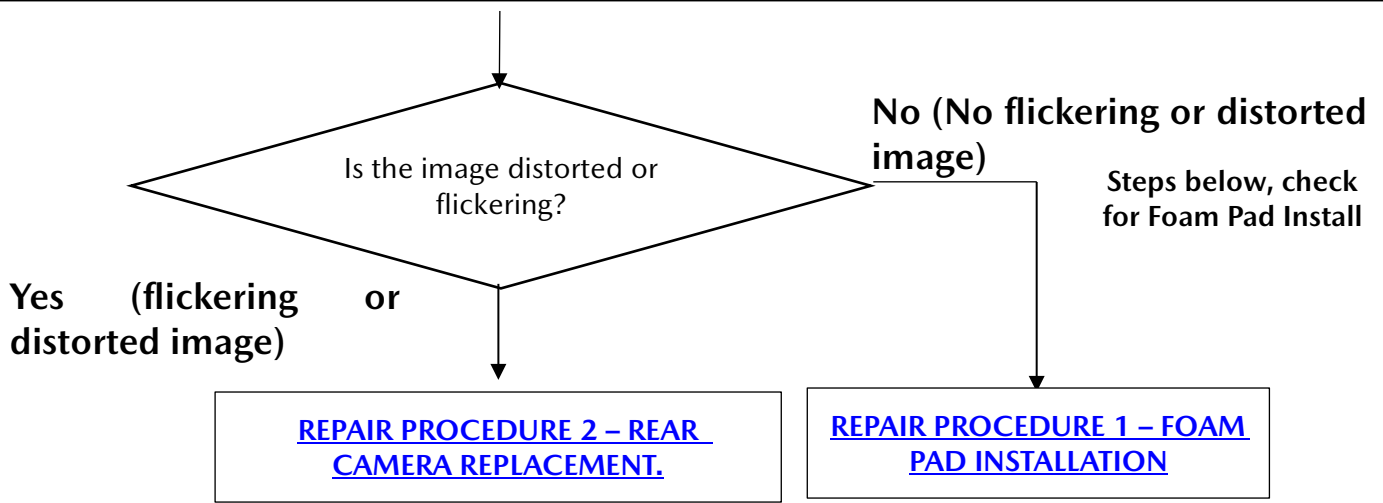 Is the image distorted or
flickering?
No (No flickering or distorted
image)
Steps below, check
for Foam Pad Install
Yes (flickering or
distorted image)
REPAIR PROCEDURE 2 – REAR
CAMERA REPLACEMENT.
REPAIR PROCEDURE 1 – FOAM
PAD INSTALLATION